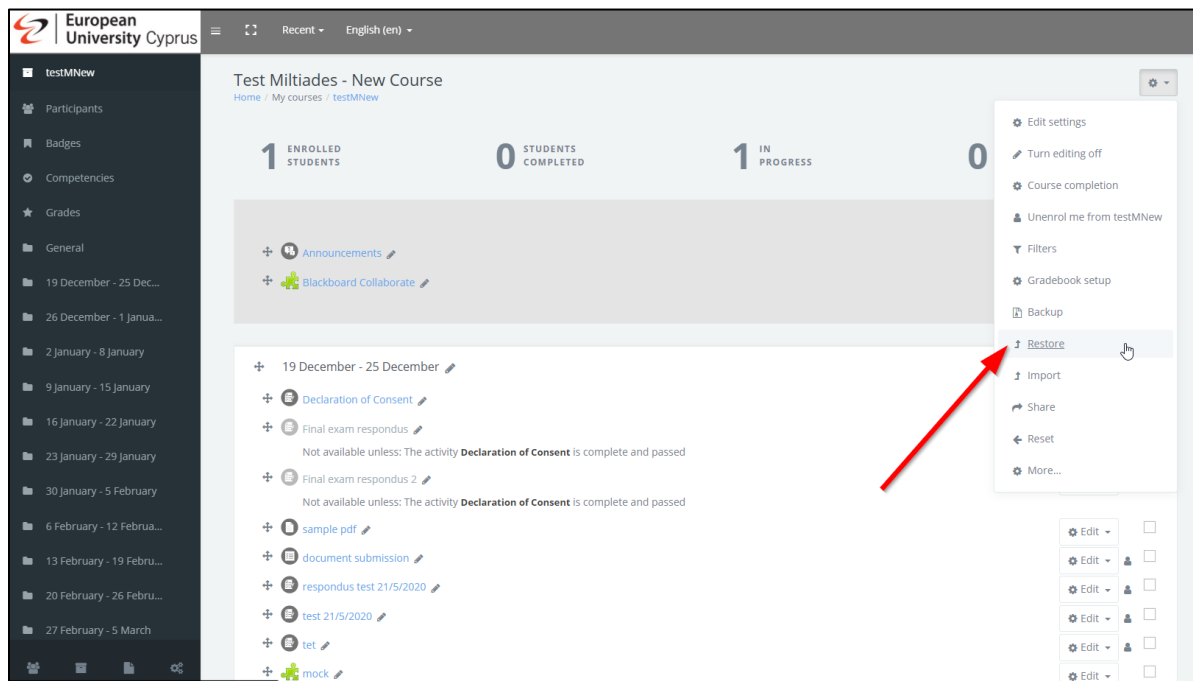 European
University Cyprus
Recent
English (en)
testMNew
Participants
Badges
Competencies
Grades
General
19 December - 25 Dec...
26 December - 1 Janua...
2 January - 8 January
9 January - 15 January
16 January - 22 January
23 January - 29 January
30 January - 5 February
6 February - 12 Februa...
13 February - 19 Febru...
20 February - 26 Febru...
27 February - 5 March
Test Miltiades - New Course
Home / My courses / testMNew
1 ENROLLED
STUDENTS
0 STUDENTS
COMPLETED
1 IN
PROGRESS
0
Edit settings
Turn editing off
Course completion
Unenrol me from testMNew
Filters
Gradebook setup
Backup
Restore
Import
Share
Reset
More...
Announcements
Blackboard Collaborate
19 December - 25 December
Declaration of Consent
Final exam respondus
Not available unless: The activity Declaration of Consent is complete and passed
Final exam respondus 2
Not available unless: The activity Declaration of Consent is complete and passed
sample pdf
Edit
document submission
Edit
respondus test 21/5/2020
Edit
test 21/5/2020
Edit
tet
Edit
mock
Edit